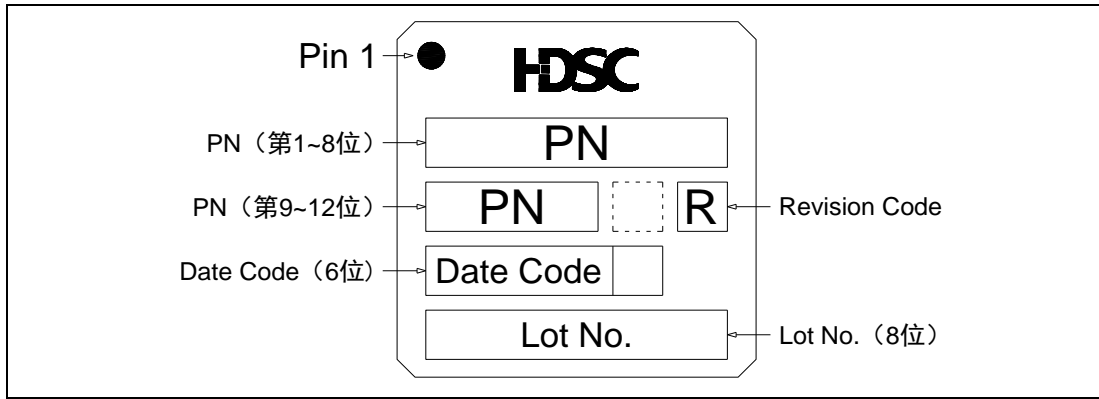 Pin 1
HDSC
PN（第1~8位）
PN
PN（第9~12位）
PN
R
Revision Code
Date Code（6位）
Date Code
Lot No.
Lot No.（8位）